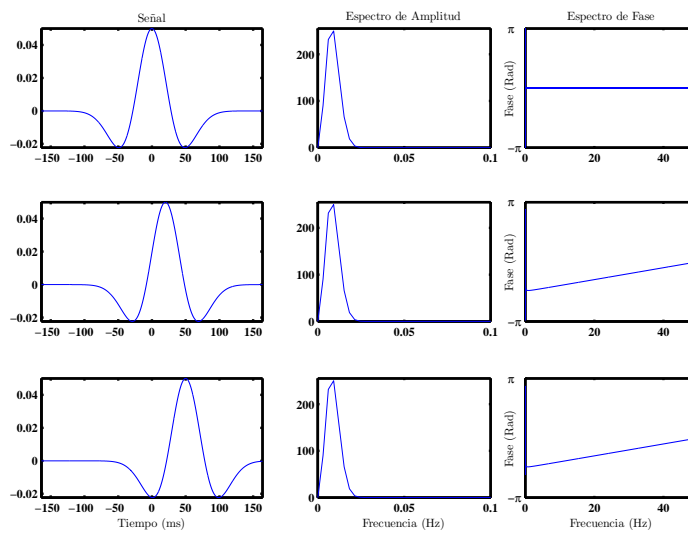 Señal
Espectro de Amplitud
Espectro de Fase
0.04
0.02
0
−0.02
−150 −100 −50 0 50 100 150
200
100
0
0 0.05 0.1
Fase (Rad)
π
−π
0 20 40
0.04
0.02
0
−0.02
−150 −100 −50 0 50 100 150
200
100
0
0 0.05 0.1
Fase (Rad)
π
−π
0 20 40
0.04
0.02
0
−0.02
−150 −100 −50 0 50 100 150
Tiempo (ms)
200
100
0
0 0.05 0.1
Frecuencia (Hz)
Fase (Rad)
π
−π
0 20 40
Frecuencia (Hz)